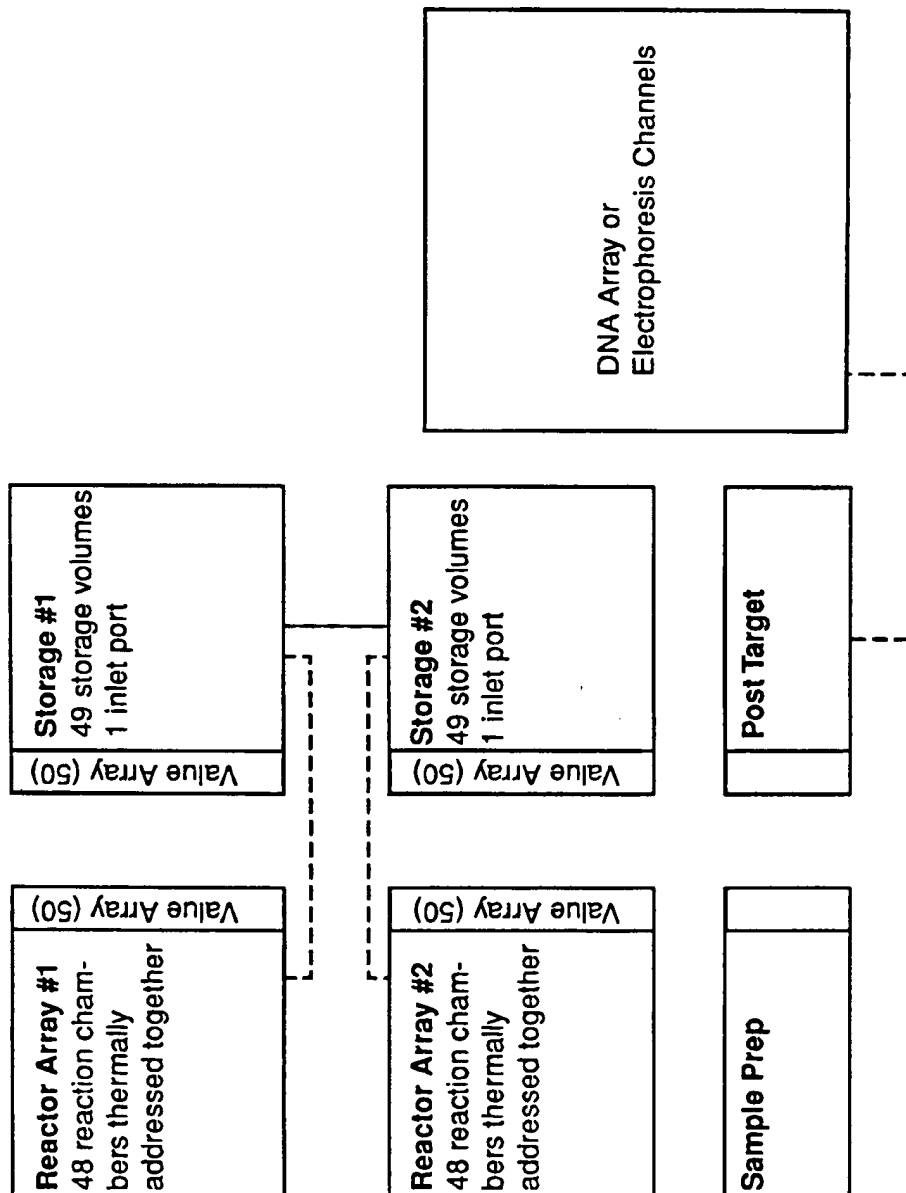 Reactor Array #1
48 reaction cham-
bers thermally
addressed together
Value Array (50)
Value Array (50)
Storage #1
49 storage volumes
1 inlet port
Reactor Array #2
48 reaction cham-
bers thermally
addressed together
Value Array (50)
Value Array (50)
Storage #2
49 storage volumes
1 inlet port
Sample Prep
Post Target
DNA Array or
Electrophoresis Channels